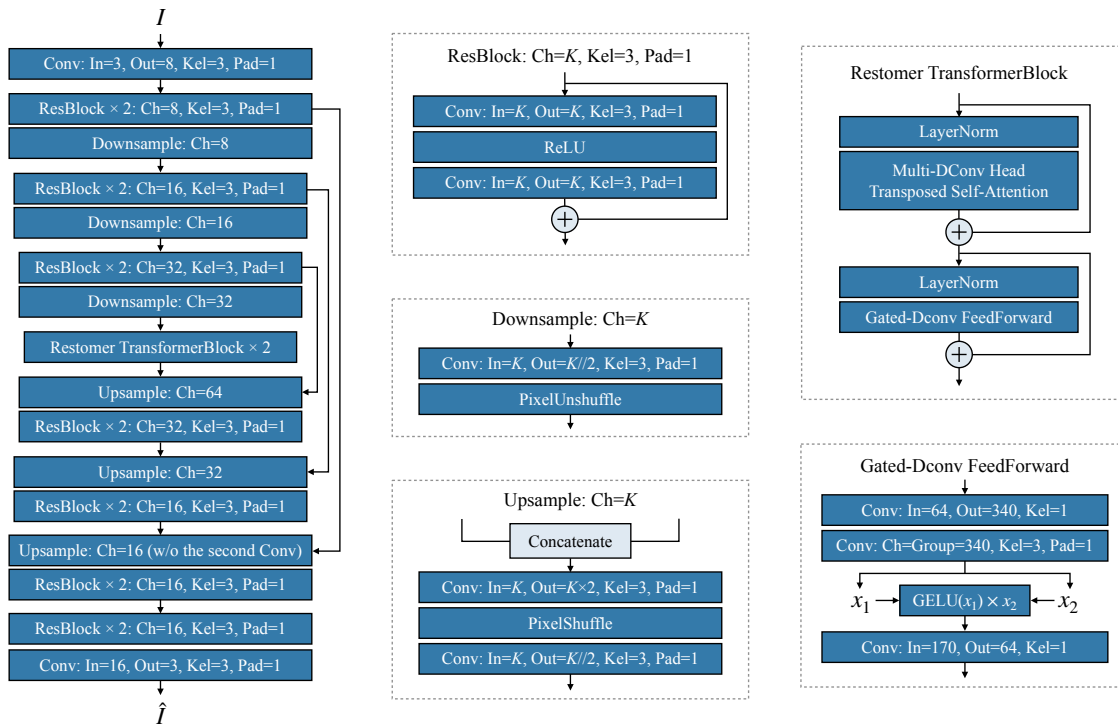 I
Conv: In=3, Out=8, Kel=3, Pad=1
ResBlock × 2: Ch=8, Kel=3, Pad=1
Downsample: Ch=8
ResBlock × 2: Ch=16, Kel=3, Pad=1
Downsample: Ch=16
ResBlock × 2: Ch=32, Kel=3, Pad=1
Downsample: Ch=32
Restomer TransformerBlock × 2
Upsample: Ch=64
ResBlock × 2: Ch=32, Kel=3, Pad=1
Upsample: Ch=32
ResBlock × 2: Ch=16, Kel=3, Pad=1
Upsample: Ch=16 (w/o the second Conv)
ResBlock × 2: Ch=16, Kel=3, Pad=1
ResBlock × 2: Ch=16, Kel=3, Pad=1
Conv: In=16, Out=3, Kel=3, Pad=1
Î
ResBlock: Ch=K, Kel=3, Pad=1
Conv: In=K, Out=K, Kel=3, Pad=1
ReLU
Conv: In=K, Out=K, Kel=3, Pad=1
+
Downsample: Ch=K
Conv: In=K, Out=K//2, Kel=3, Pad=1
PixelUnshuffle
Upsample: Ch=K
Concatenate
Conv: In=K, Out=K×2, Kel=3, Pad=1
PixelShuffle
Conv: In=K, Out=K//2, Kel=3, Pad=1
Restomer TransformerBlock
LayerNorm
Multi-DConv Head
Transposed Self-Attention
+
LayerNorm
Gated-Dconv FeedForward
+
Gated-Dconv FeedForward
Conv: In=64, Out=340, Kel=1
Conv: Ch=Group=340, Kel=3, Pad=1
x₁ GELU(x₁) × x₂ x₂
Conv: In=170, Out=64, Kel=1